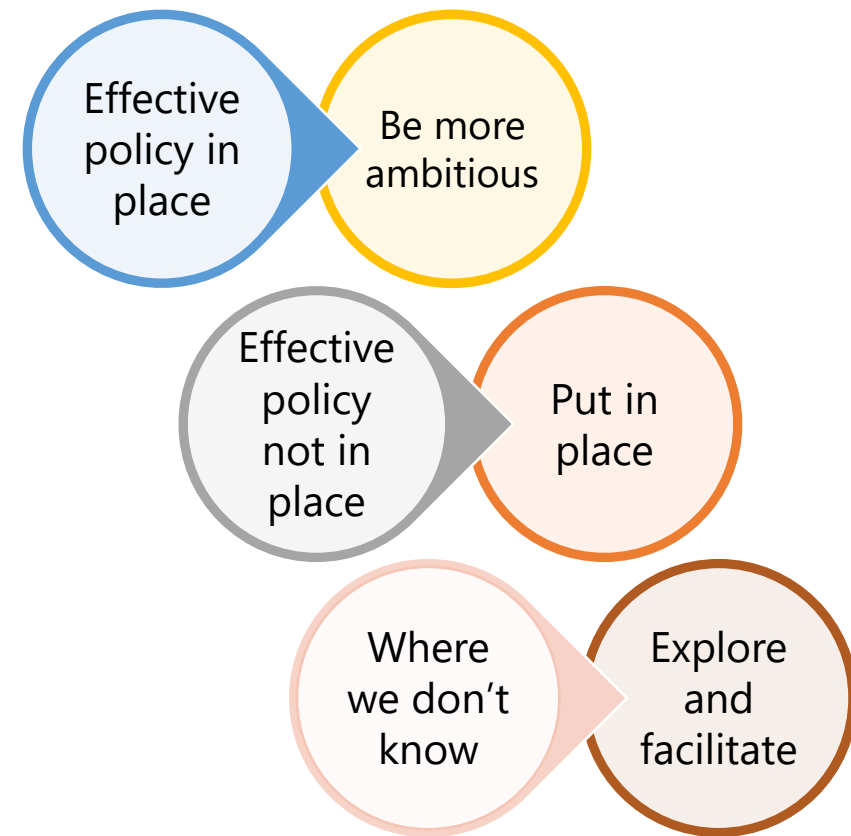 Effective
policy in
place
Be more
ambitious
Effective
policy
not in
place
Put in
place
Where
we don’t
know
Explore
and
facilitate